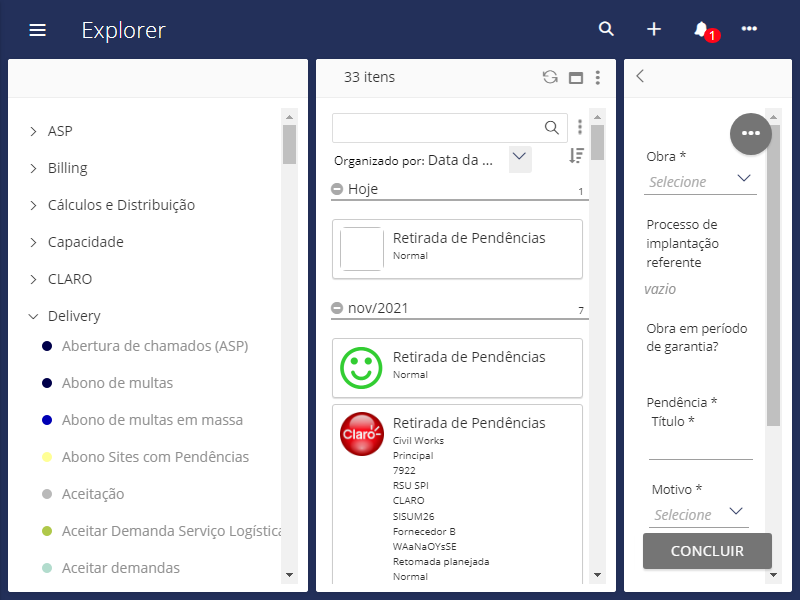 Explorer
1
ASP
Billing
Cálculos e Distribuição
Capacidade
CLARO
Delivery
Abertura de chamados (ASP)
Abono de multas
Abono de multas em massa
Abono Sites com Pendências
Aceitação
Aceitar Demanda Serviço Logística
Aceitar demandas
33 itens
Organizado por: Data da ...
Hoje
1
Retirada de Pendências
Normal
nov/2021
7
Retirada de Pendências
Normal
Claro
Retirada de Pendências
Civil Works
Principal
7922
RSU SPI
CLARO
SISUM26
Fornecedor B
WAaNaOYsSE
Retomada planejada
Normal
Obra *
Selecione
Processo de
implantação
referente
vazio
Obra em período
de garantia?
Pendência *
Título *
Motivo *
Selecione
CONCLUIR